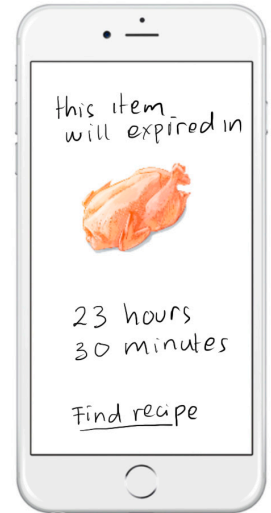 this item
will expired in
23 hours
30 minutes
Find recipe